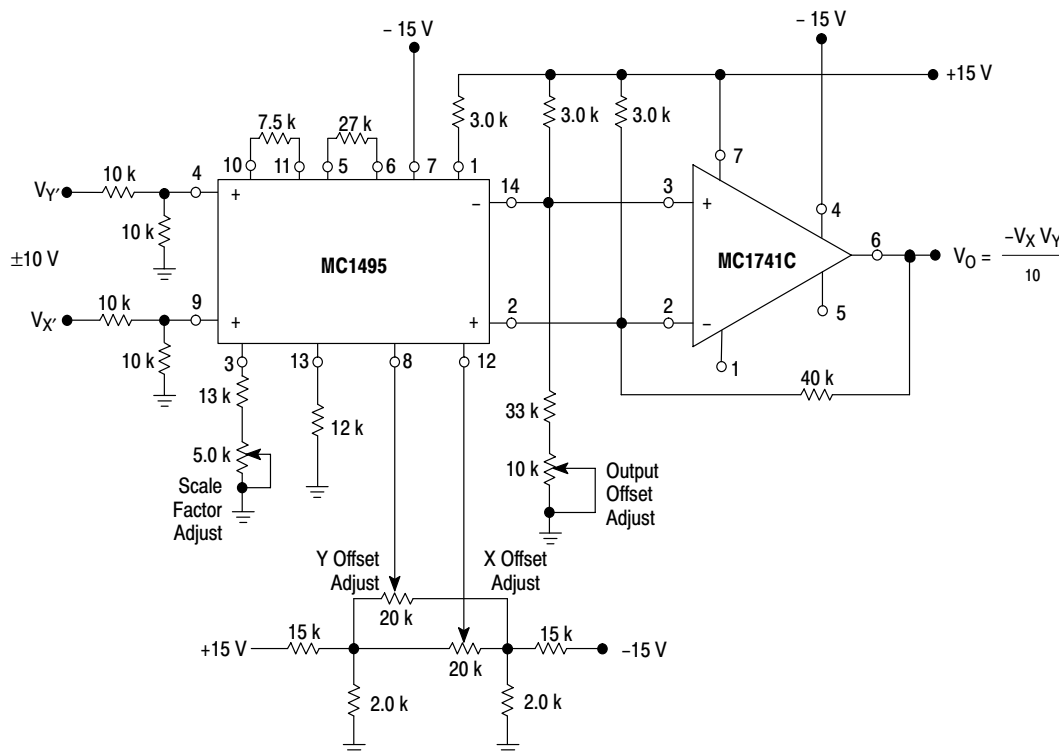 – 15 V
– 15 V
+15 V
3.0 k
3.0 k
3.0 k
7.5 k
27 k
10
11
5
6
7
1
7
V_Y′
10 k
4
+
–
14
3
+
4
10 k
±10 V
MC1495
MC1741C
6
V_O = –V_X V_Y / 10
V_X′
10 k
9
+
+
2
2
–
5
10 k
3
13
8
12
1
40 k
13 k
12 k
33 k
5.0 k
10 k
Scale
Factor
Adjust
Output
Offset
Adjust
Y Offset
Adjust
X Offset
Adjust
20 k
+15 V
15 k
20 k
15 k
–15 V
2.0 k
2.0 k